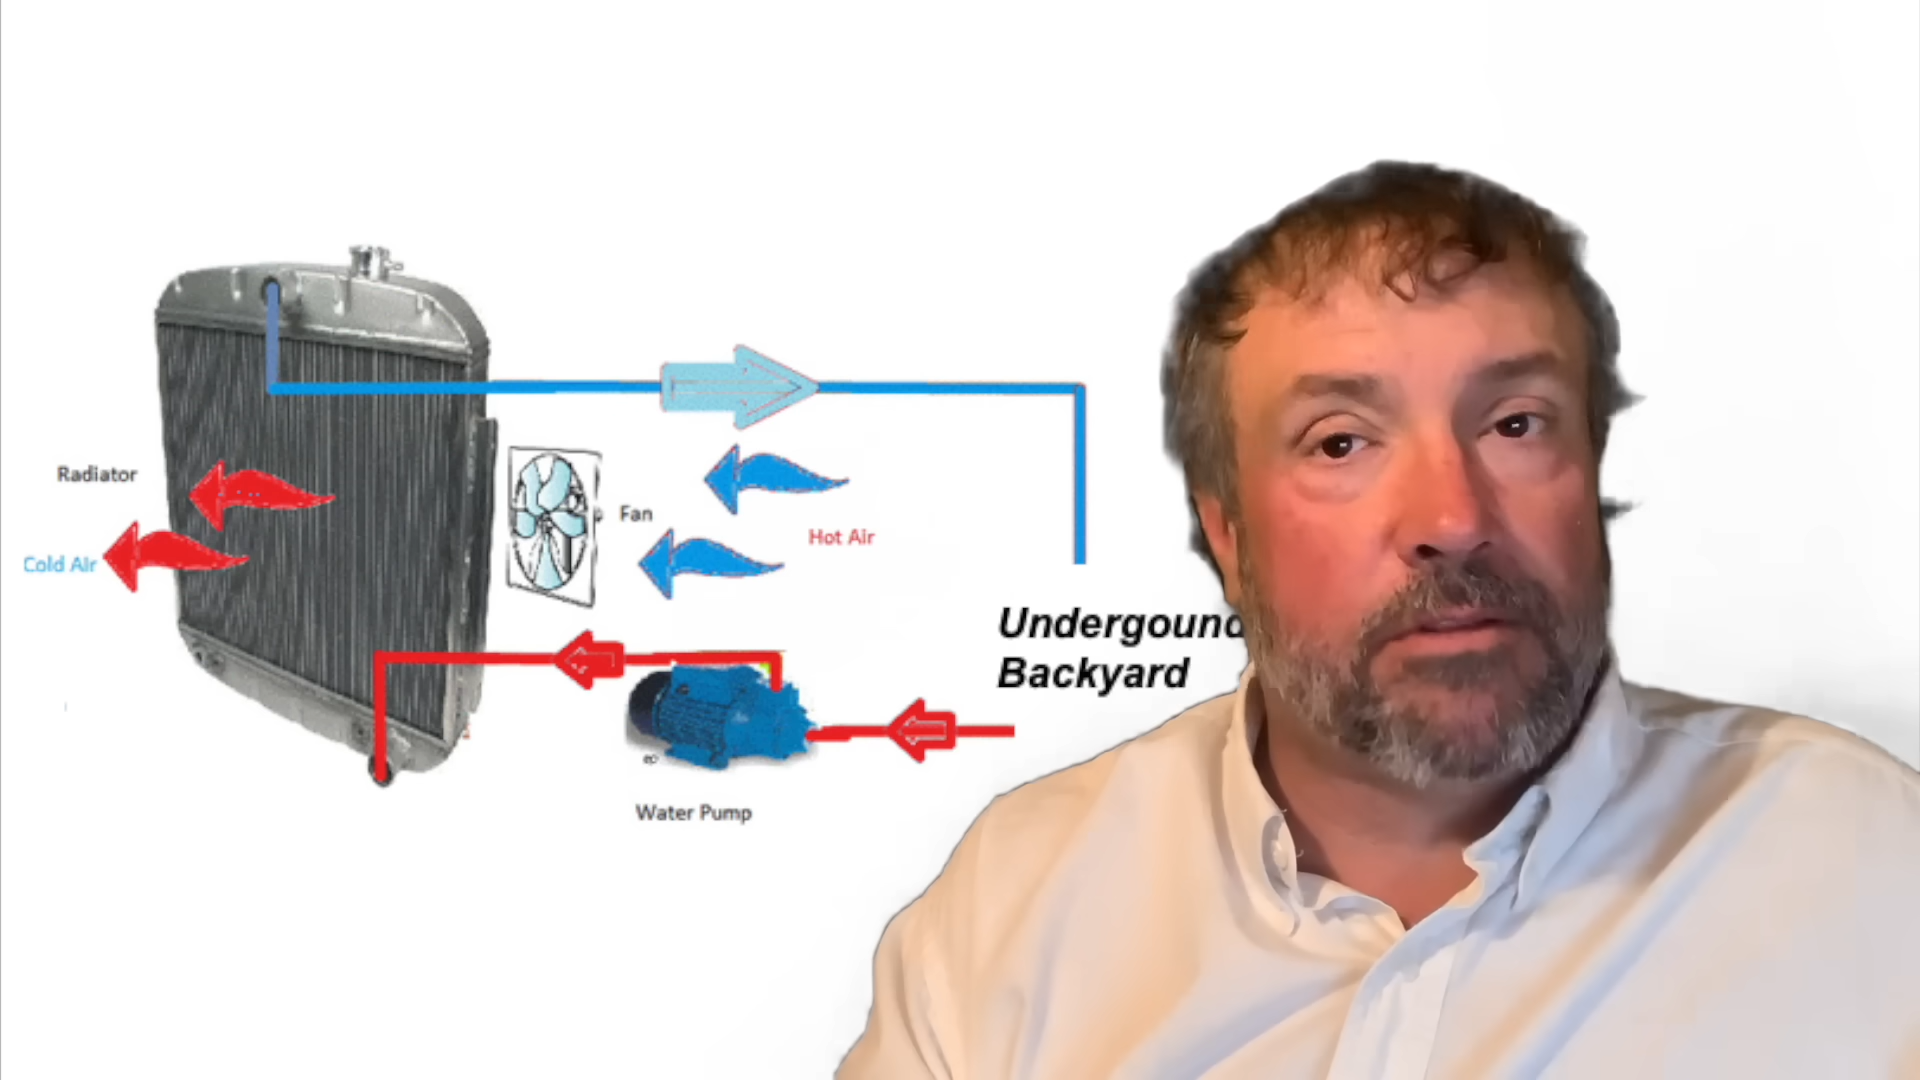 Radiator
Cold AIr
Fan
Hot Air
Undergound
Backyard
Water Pump